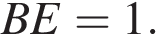 BE = 1.